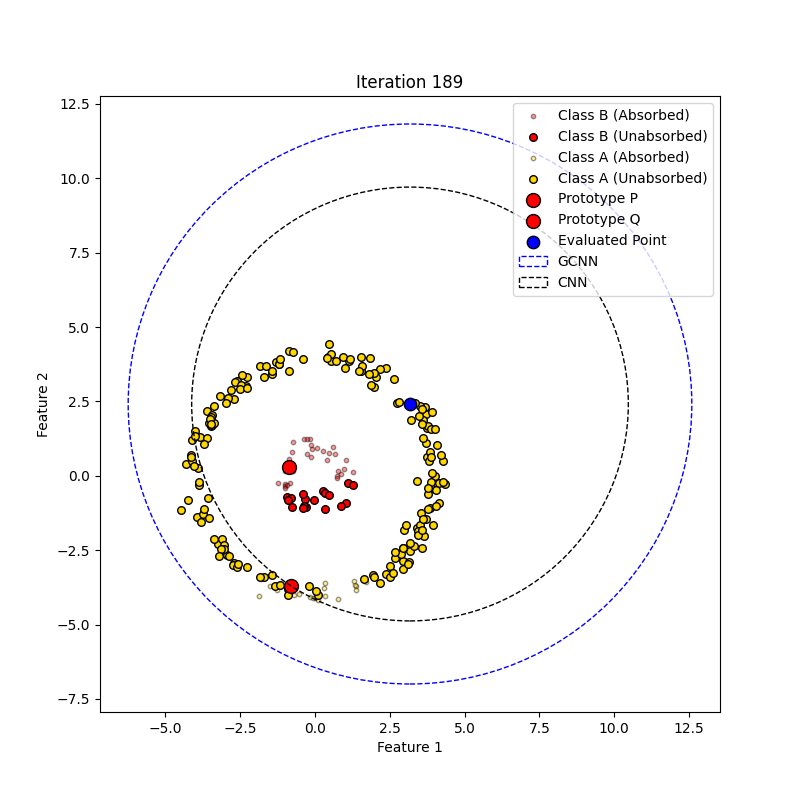 Iteration 189
Class B (Absorbed)
Class B (Unabsorbed)
Class A (Absorbed)
Class A (Unabsorbed)
Prototype P
Prototype Q
Evaluated Point
GCNN
CNN
12.5
10.0
7.5
5.0
2.5
0.0
−2.5
−5.0
−7.5
Feature 2
−5.0 −2.5 0.0 2.5 5.0 7.5 10.0 12.5
Feature 1